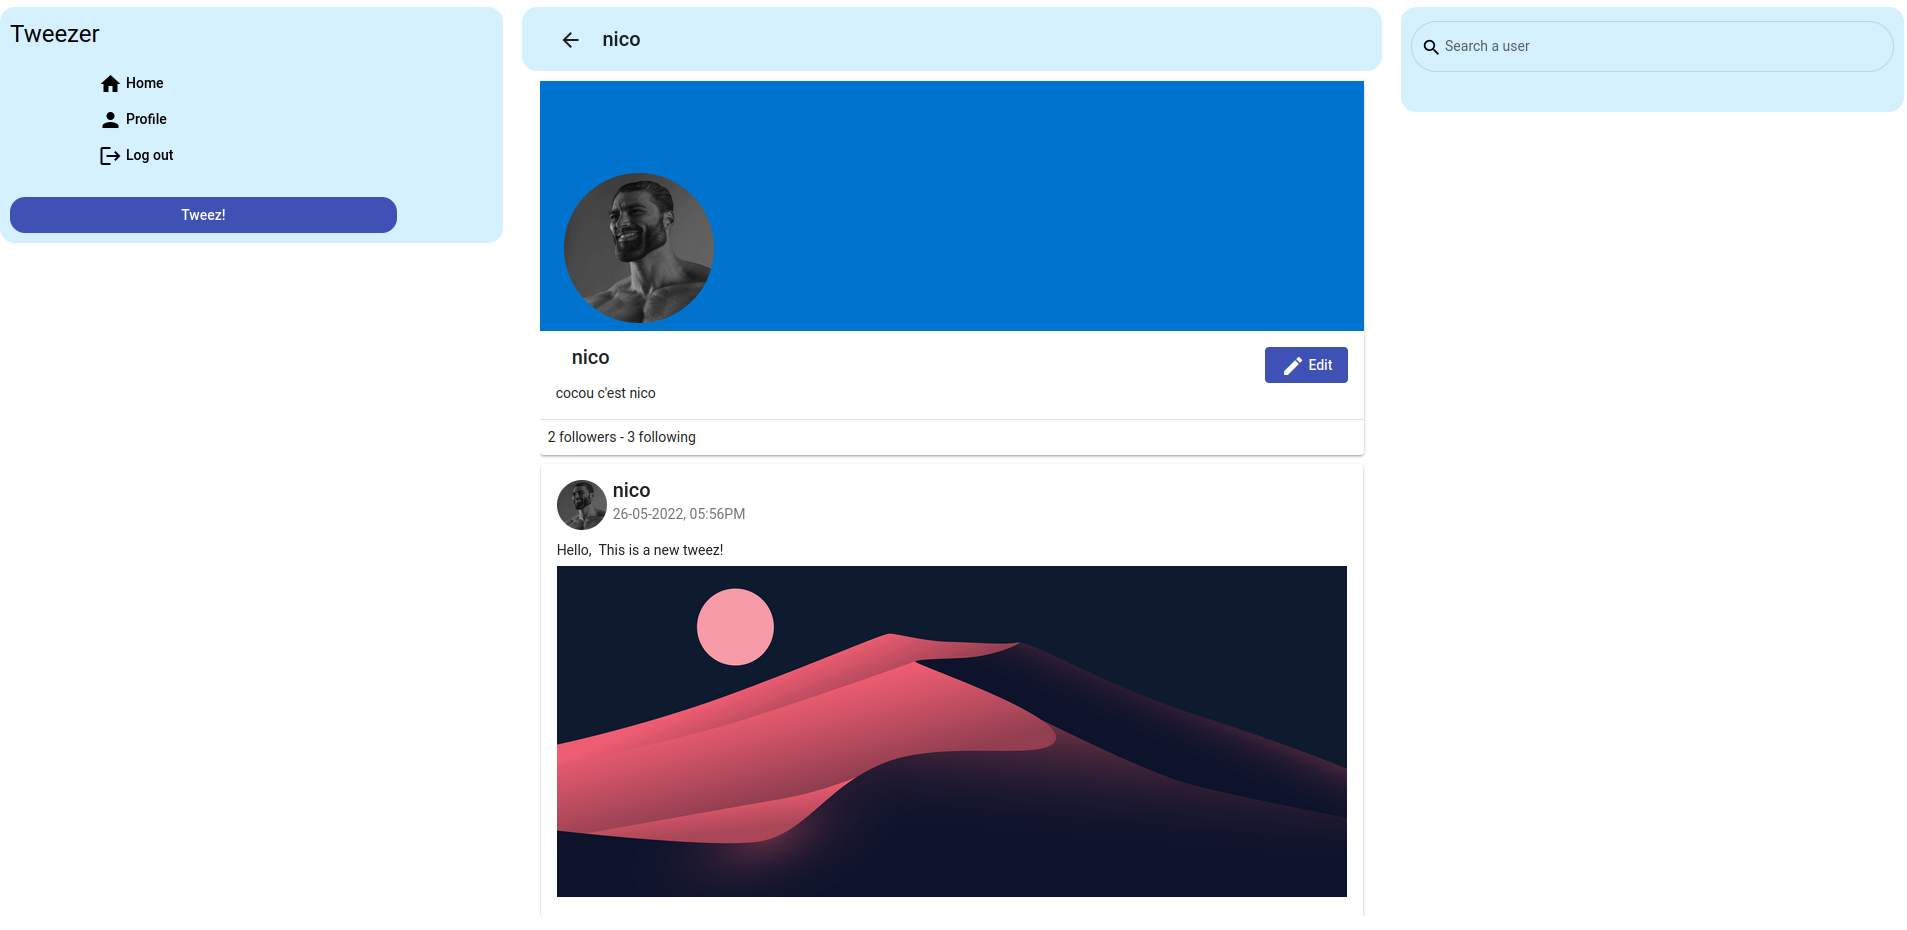 Tweezer
Home
Profile
Log out
Tweez!
nico
Search a user
nico
Edit
cocou c'est nico
2 followers - 3 following
nico
26-05-2022, 05:56PM
Hello,  This is a new tweez!